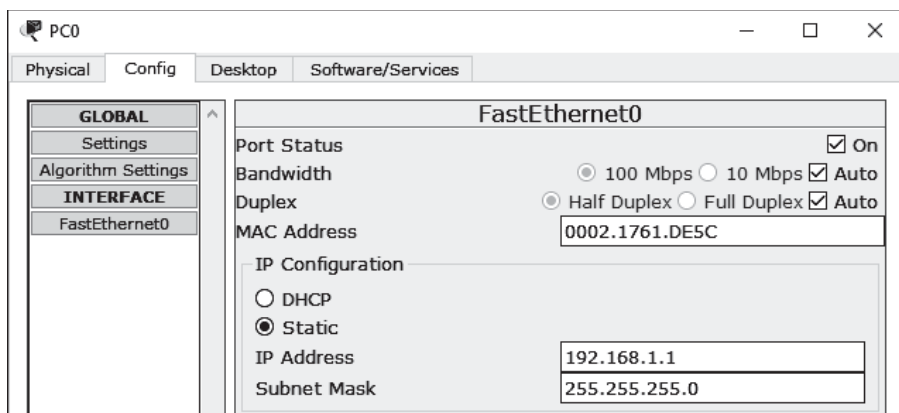 PC0
Physical Config Desktop Software/Services
GLOBAL
Settings
Algorithm Settings
INTERFACE
FastEthernet0
FastEthernet0
Port Status On
Bandwidth 100 Mbps 10 Mbps Auto
Duplex Half Duplex Full Duplex Auto
MAC Address 0002.1761.DE5C
IP Configuration
DHCP
Static
IP Address 192.168.1.1
Subnet Mask 255.255.255.0